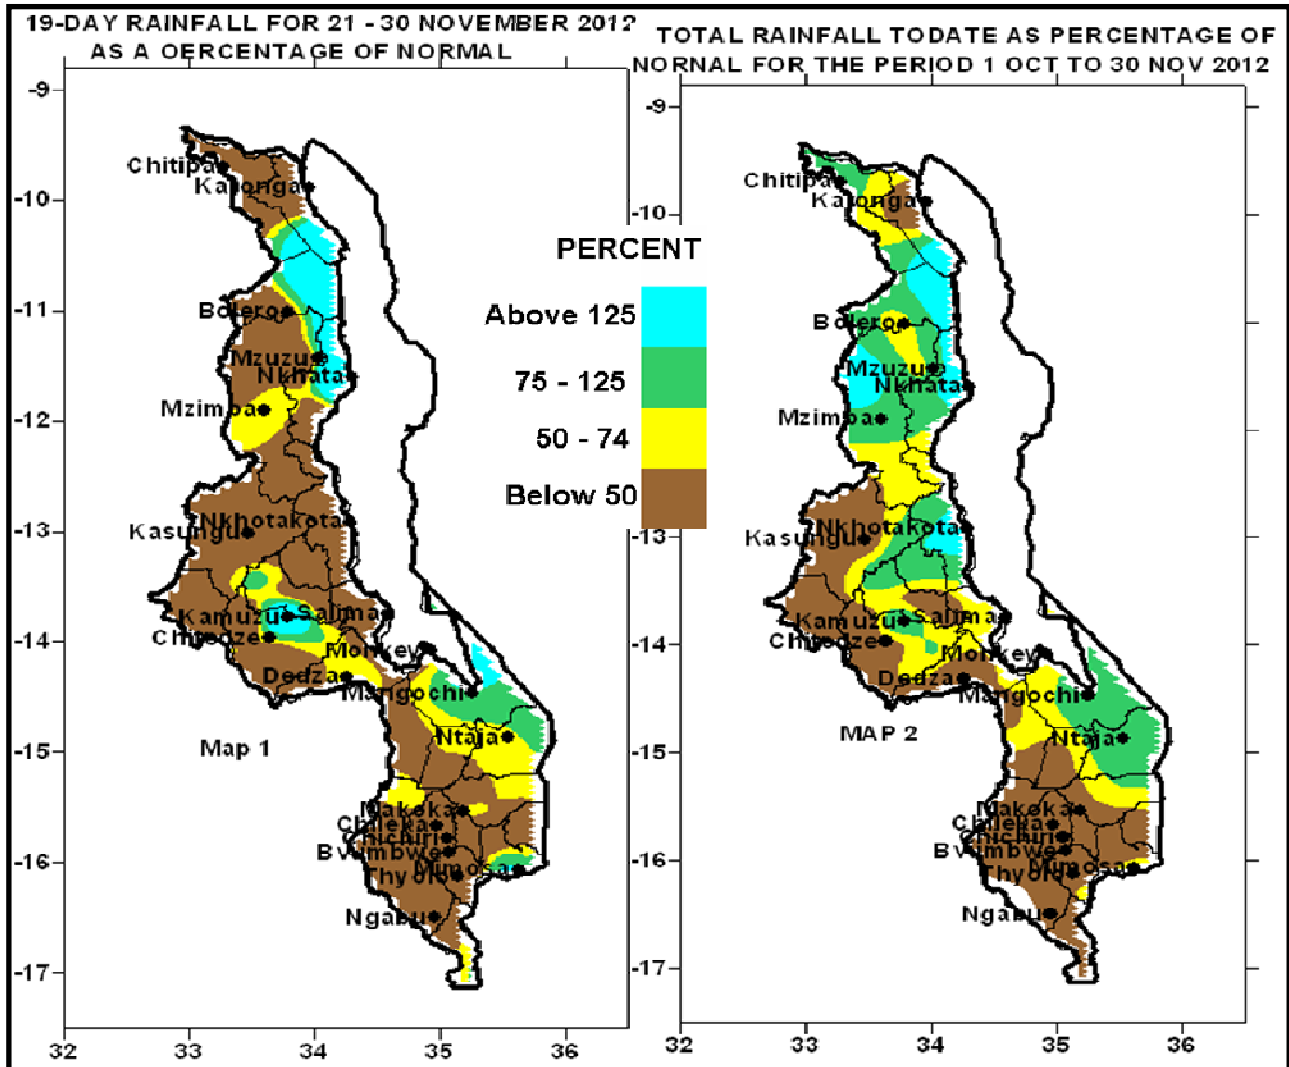 19-DAY RAINFALL FOR 21 - 30 NOVEMBER 2012
AS A OERCENTAGE OF NORMAL
-9
Chitipa
Karonga
-10
Bolero
-11
Mzuzu
Nkhata
Mzimba
-12
Nkhotakota
Kasungu
-13
Kamuzu
Salima
Chitedze
-14
Monkey
Dedza
Mangochi
Ntaja
Map 1
-15
Makoka
Chileka
Chichiri
Bvumbwe
Mimosa
Thyolo
-16
Ngabu
-17
32
33
34
35
36
PERCENT
Above 125
75 - 125
50 - 74
Below 50
TOTAL RAINFALL TODATE AS PERCENTAGE OF
NORNAL FOR THE PERIOD 1 OCT TO 30 NOV 2012
-9
Chitipa
Karonga
-10
Bolero
-11
Mzuzu
Nkhata
Mzimba
-12
Nkhotakota
Kasungu
-13
Kamuzu
Salima
Chitedze
-14
Monkey
Dedza
Mangochi
MAP 2
Ntaja
-15
Makoka
Chileka
Chichiri
Bvumbwe
Mimosa
Thyolo
-16
Ngabu
-17
32
33
34
35
36